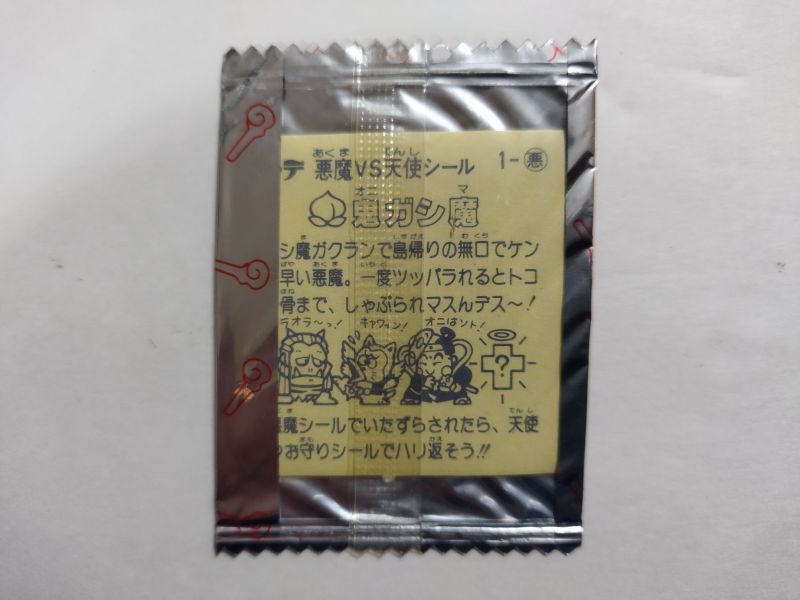 悪魔VS天使シール 1-悪
鬼ガシ魔
シ魔ガクランで島帰りの無口でケン
早い悪魔。一度ツッパラれるとトコ
骨まで、しゃぶられマスんデス〜!
ラオラ〜っ! キャウィン! オニはソト!
?
魔シールでいたずらされたら、天使
お守りシールでハリ返そう!!